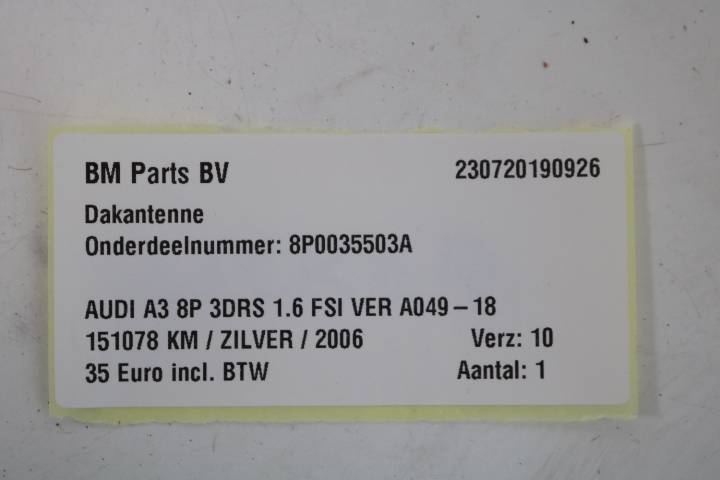 BM Parts BV 230720190926
Dakantenne
Onderdeelnummer: 8P0035503A
AUDI A3 8P 3DRS 1.6 FSI VER A049-18
151078 KM / ZILVER / 2006 Verz: 10
35 Euro incl. BTW Aantal: 1